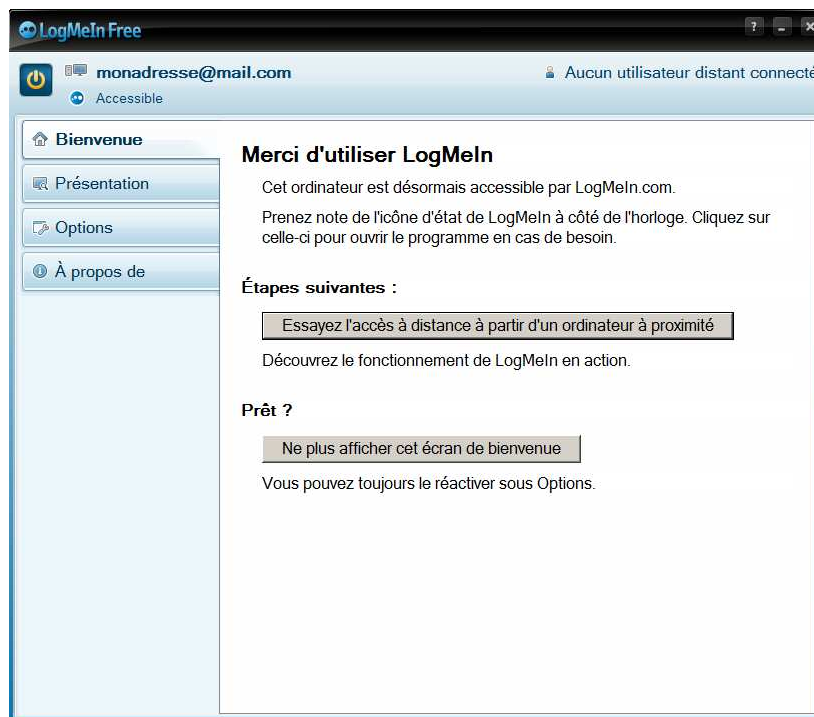 LogMeIn Free
?
monadresse@mail.com
Aucun utilisateur distant connecté
Accessible
Bienvenue
Présentation
Options
À propos de
Merci d'utiliser LogMeIn
Cet ordinateur est désormais accessible par LogMeIn.com.
Prenez note de l'icône d'état de LogMeIn à côté de l'horloge. Cliquez sur
celle-ci pour ouvrir le programme en cas de besoin.
Étapes suivantes :
Essayez l'accès à distance à partir d'un ordinateur à proximité
Découvrez le fonctionnement de LogMeIn en action.
Prêt ?
Ne plus afficher cet écran de bienvenue
Vous pouvez toujours le réactiver sous Options.